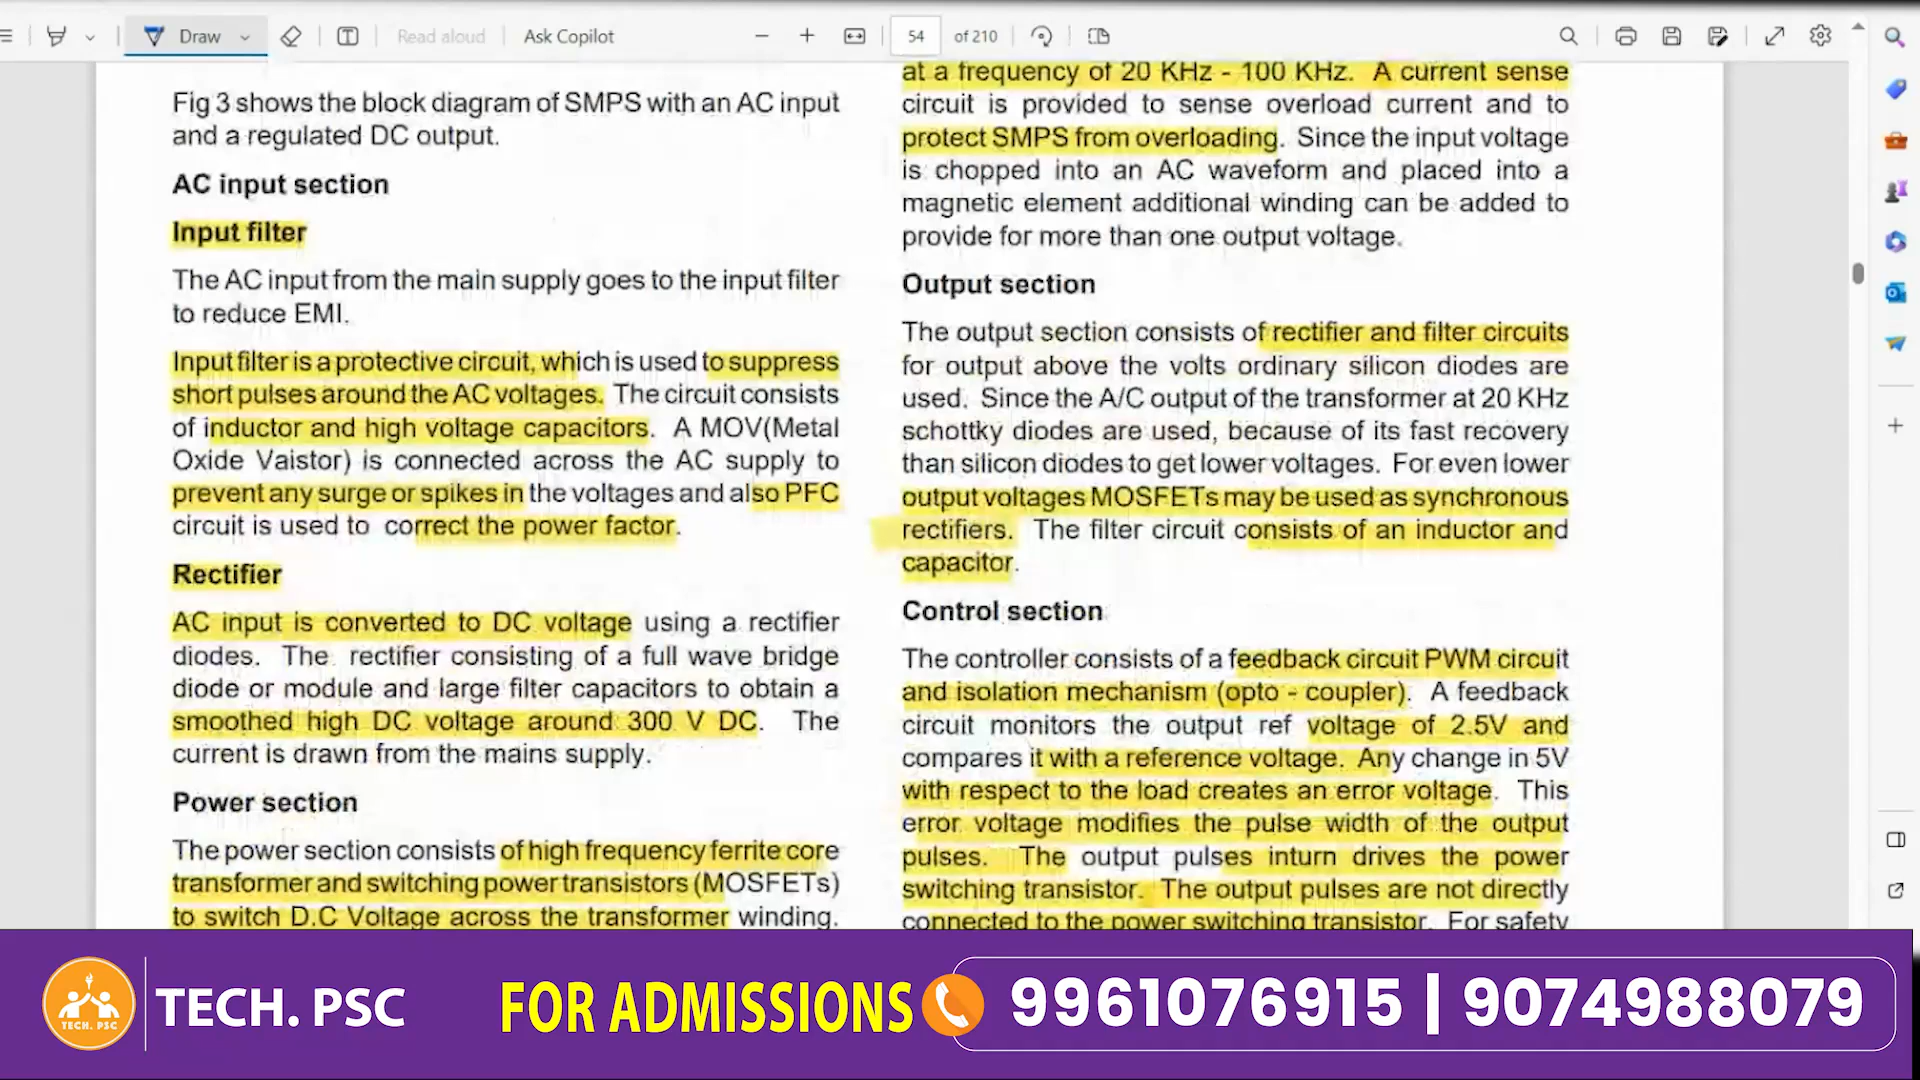 Draw
Read aloud
Ask Copilot
54
of 210
Fig 3 shows the block diagram of SMPS with an AC input
and a regulated DC output.
AC input section
Input filter
The AC input from the main supply goes to the input filter
to reduce EMI.
Input filter is a protective circuit, which is used to suppress
short pulses around the AC voltages. The circuit consists
of inductor and high voltage capacitors. A MOV(Metal
Oxide Vaistor) is connected across the AC supply to
prevent any surge or spikes in the voltages and also PFC
circuit is used to correct the power factor.
Rectifier
AC input is converted to DC voltage using a rectifier
diodes. The rectifier consisting of a full wave bridge
diode or module and large filter capacitors to obtain a
smoothed high DC voltage around 300 V DC. The
current is drawn from the mains supply.
Power section
The power section consists of high frequency ferrite core
transformer and switching power transistors (MOSFETs)
to switch D.C Voltage across the transformer winding.
at a frequency of 20 KHz - 100 KHz. A current sense
circuit is provided to sense overload current and to
protect SMPS from overloading. Since the input voltage
is chopped into an AC waveform and placed into a
magnetic element additional winding can be added to
provide for more than one output voltage.
Output section
The output section consists of rectifier and filter circuits
for output above the volts ordinary silicon diodes are
used. Since the A/C output of the transformer at 20 KHz
schottky diodes are used, because of its fast recovery
than silicon diodes to get lower voltages. For even lower
output voltages MOSFETs may be used as synchronous
rectifiers. The filter circuit consists of an inductor and
capacitor.
Control section
The controller consists of a feedback circuit PWM circuit
and isolation mechanism (opto - coupler). A feedback
circuit monitors the output ref voltage of 2.5V and
compares it with a reference voltage. Any change in 5V
with respect to the load creates an error voltage. This
error voltage modifies the pulse width of the output
pulses. The output pulses inturn drives the power
switching transistor. The output pulses are not directly
connected to the power switching transistor. For safety
TECH. PSC
TECH. PSC
FOR ADMISSIONS
9961076915 | 9074988079